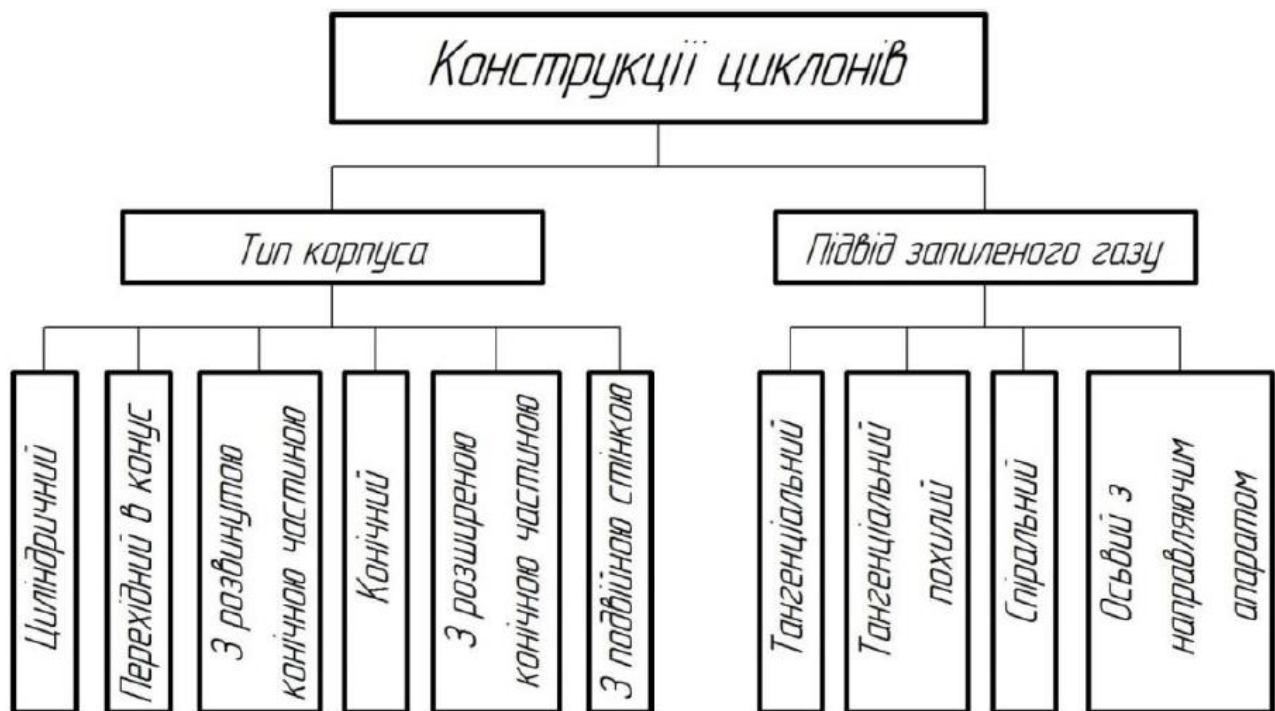 Конструкції циклонів
Тип корпуса
Підвід запиленого газу
Циліндричний
Перехідний в конус
З розвинутою
конічною частиною
Конічний
З розширеною
конічною частиною
З подвійною стінкою
Тангенціальний
Тангенціальний
похилий
Спіральний
Осьвий з
направляючим
апаратом